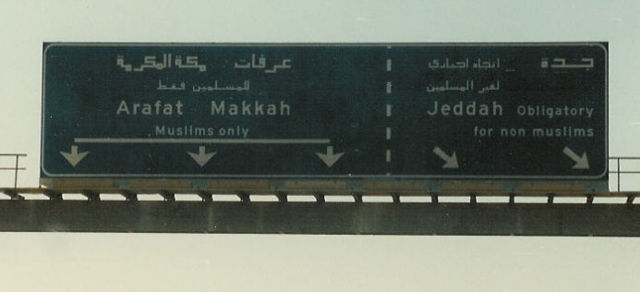 عرفات مكة المكرمة
للمسلمين فقط
Arafat Makkah
Muslims only
جدة اتجاه اجباري
لغير المسلمين
Jeddah Obligatory
for non muslims